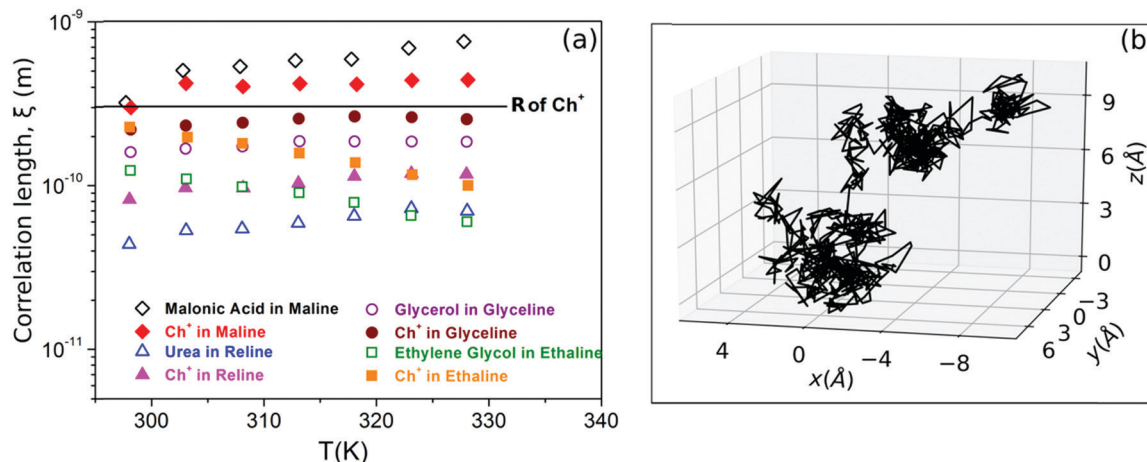 (a)
10⁻⁹
10⁻¹⁰
10⁻¹¹
Correlation length, ξ (m)
R of Ch⁺
Malonic Acid in Maline
Ch⁺ in Maline
Urea in Reline
Ch⁺ in Reline
Glycerol in Glyceline
Ch⁺ in Glyceline
Ethylene Glycol in Ethaline
Ch⁺ in Ethaline
300 310 320 330 340
T(K)
(b)
9
6
3
0
z(Å)
−3
0
3
6
y(Å)
4 0 −4 −8
x(Å)